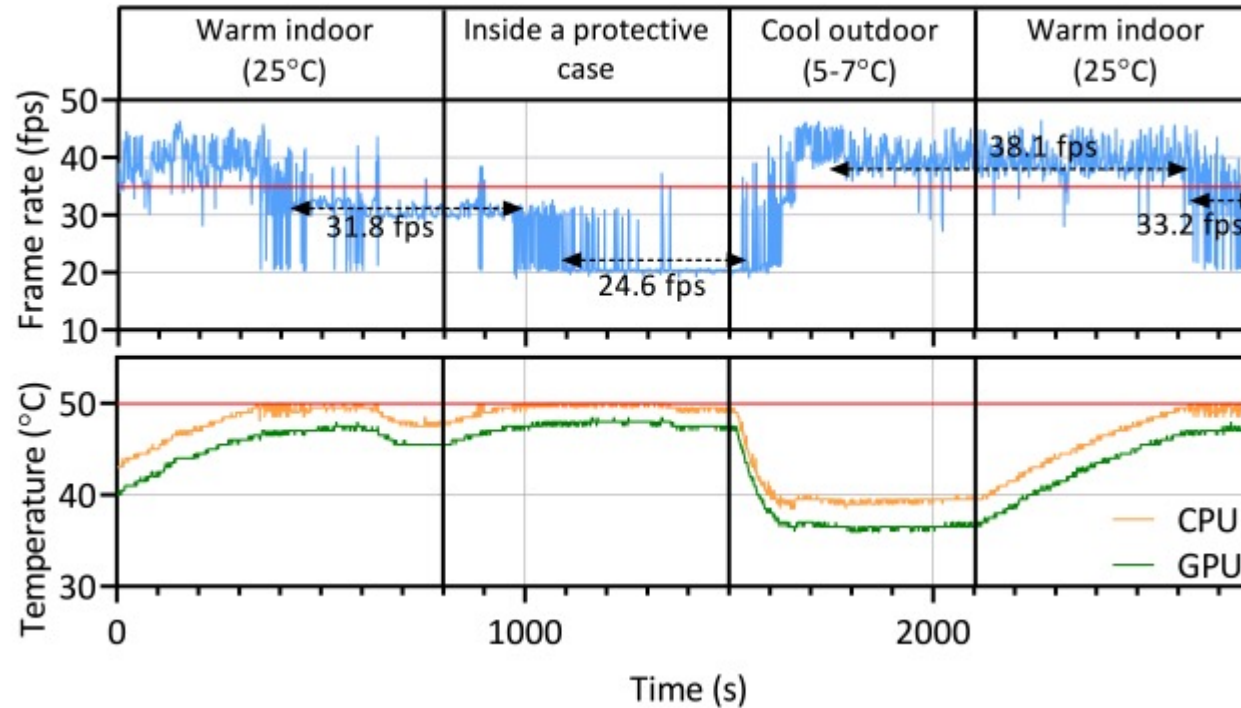 Warm indoor
(25°C)
Inside a protective
case
Cool outdoor
(5-7°C)
Warm indoor
(25°C)
Frame rate (fps)
50
40
30
20
10
31.8 fps
24.6 fps
38.1 fps
33.2 fps
Temperature (°C)
50
40
30
CPU
GPU
0
1000
2000
Time (s)